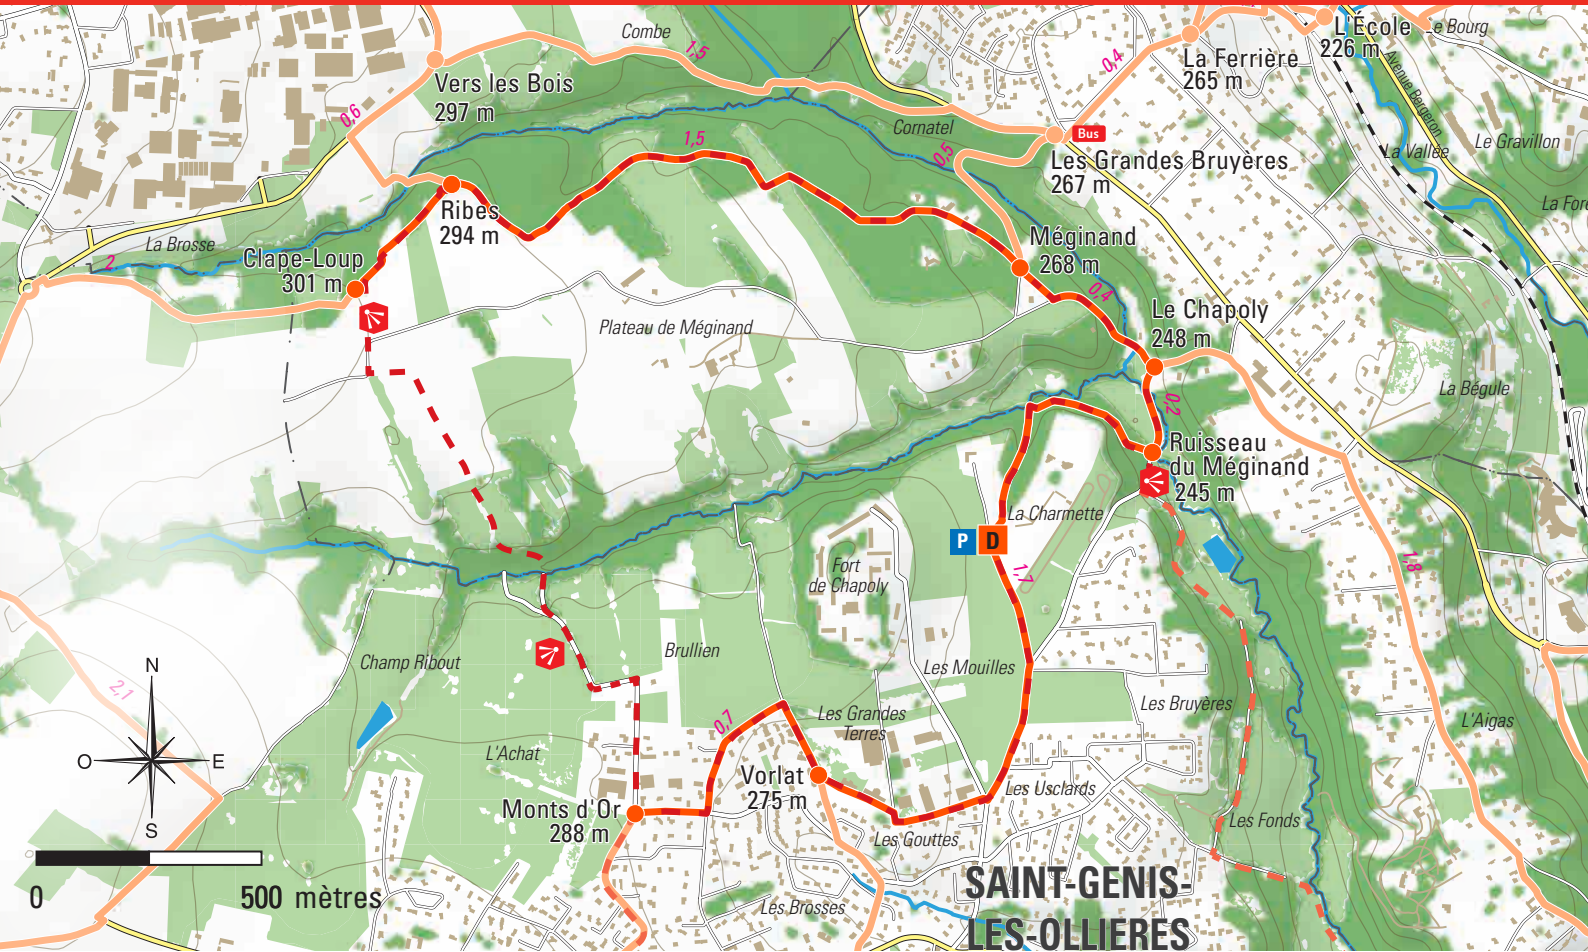 Combe
1,5
Le Bourg
L'École
226 m
La Ferrière
265 m
0,4
Avenue Bergeron
Vers les Bois
297 m
0,6
Cornatel
1,5
0,5
Bus
Les Grandes Bruyères
267 m
La Vallée
Le Gravillon
La Fore
Ribes
294 m
La Brosse
2
Clape-Loup
301 m
Méginand
268 m
0,4
Le Chapoly
248 m
Plateau de Méginand
La Bégule
0,2
Ruisseau
du Méginand
245 m
La Charmette
P
D
Fort
de Chapoly
1,7
1,8
Champ Ribout
Brullien
Les Mouilles
2,1
N
O
E
S
Les Bruyères
L'Aigas
0,7
Les Grandes
Terres
L'Achat
Vorlat
275 m
Les Usclards
Monts d'Or
288 m
Les Gouttes
Les Fonds
0
500 mètres
Les Brosses
SAINT-GENIS-
LES-OLLIERES